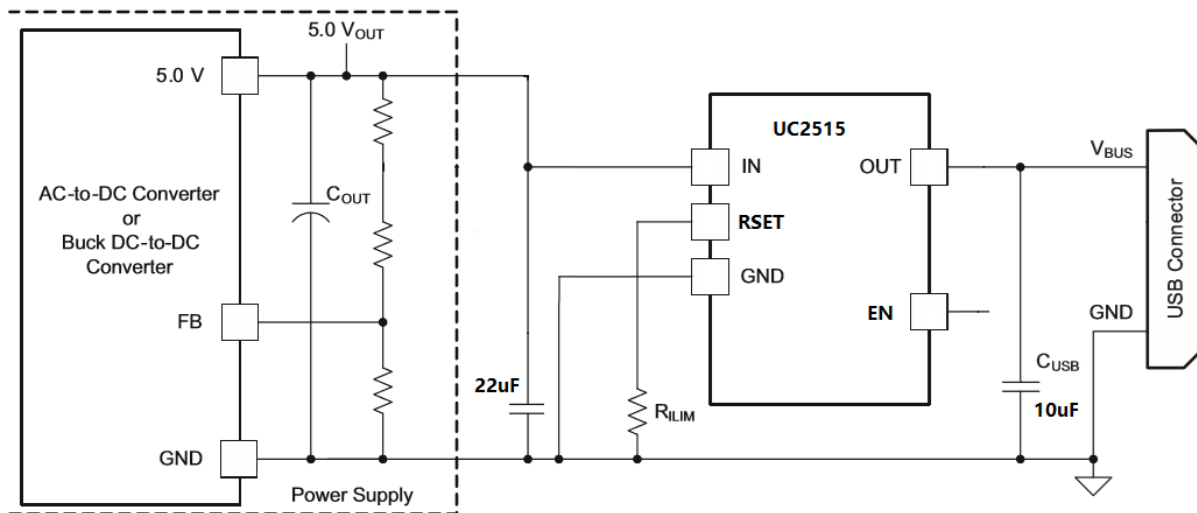 5.0 V
5.0 VOUT
AC-to-DC Converter
or
Buck DC-to-DC
Converter
COUT
FB
GND
Power Supply
22uF
RILIM
UC2515
IN
RSET
GND
OUT
EN
VBUS
GND
CUSB
10uF
USB Connector